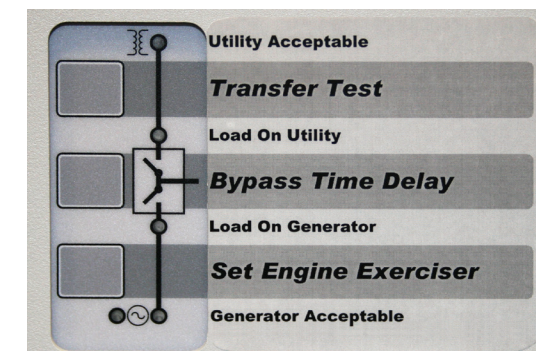 Utility Acceptable
Transfer Test
Load On Utility
Bypass Time Delay
Load On Generator
Set Engine Exerciser
Generator Acceptable